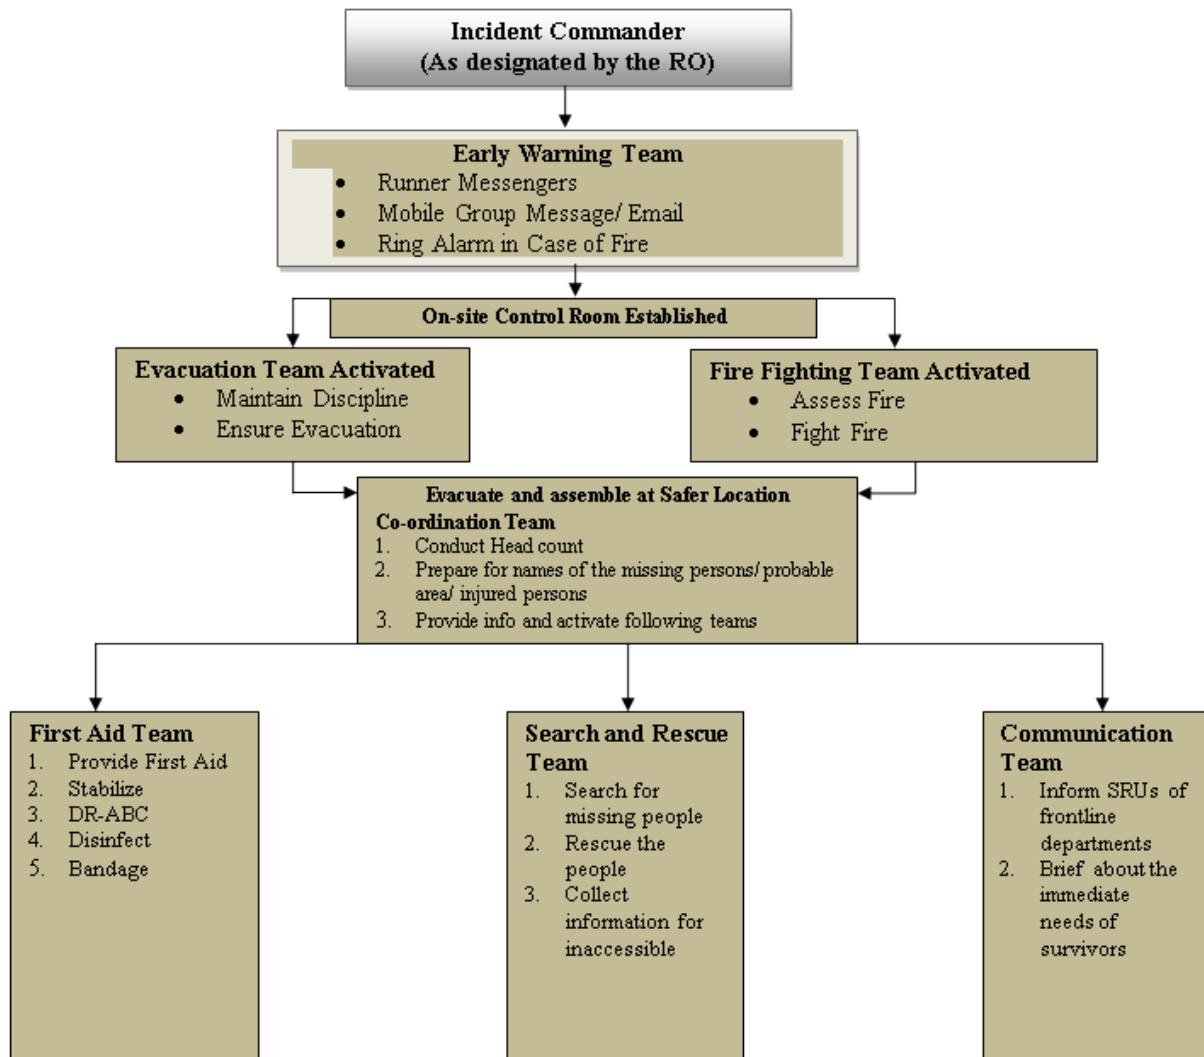 Incident Commander
(As designated by the RO)
Early Warning Team
• Runner Messengers
• Mobile Group Message/ Email
• Ring Alarm in Case of Fire
On-site Control Room Established
Evacuation Team Activated
• Maintain Discipline
• Ensure Evacuation
Fire Fighting Team Activated
• Assess Fire
• Fight Fire
Evacuate and assemble at Safer Location
Co-ordination Team
1. Conduct Head count
2. Prepare for names of the missing persons/ probable
area/ injured persons
3. Provide info and activate following teams
First Aid Team
1. Provide First Aid
2. Stabilize
3. DR-ABC
4. Disinfect
5. Bandage
Search and Rescue
Team
1. Search for
missing people
2. Rescue the
people
3. Collect
information for
inaccessible
Communication
Team
1. Inform SRUs of
frontline
departments
2. Brief about the
immediate
needs of
survivors